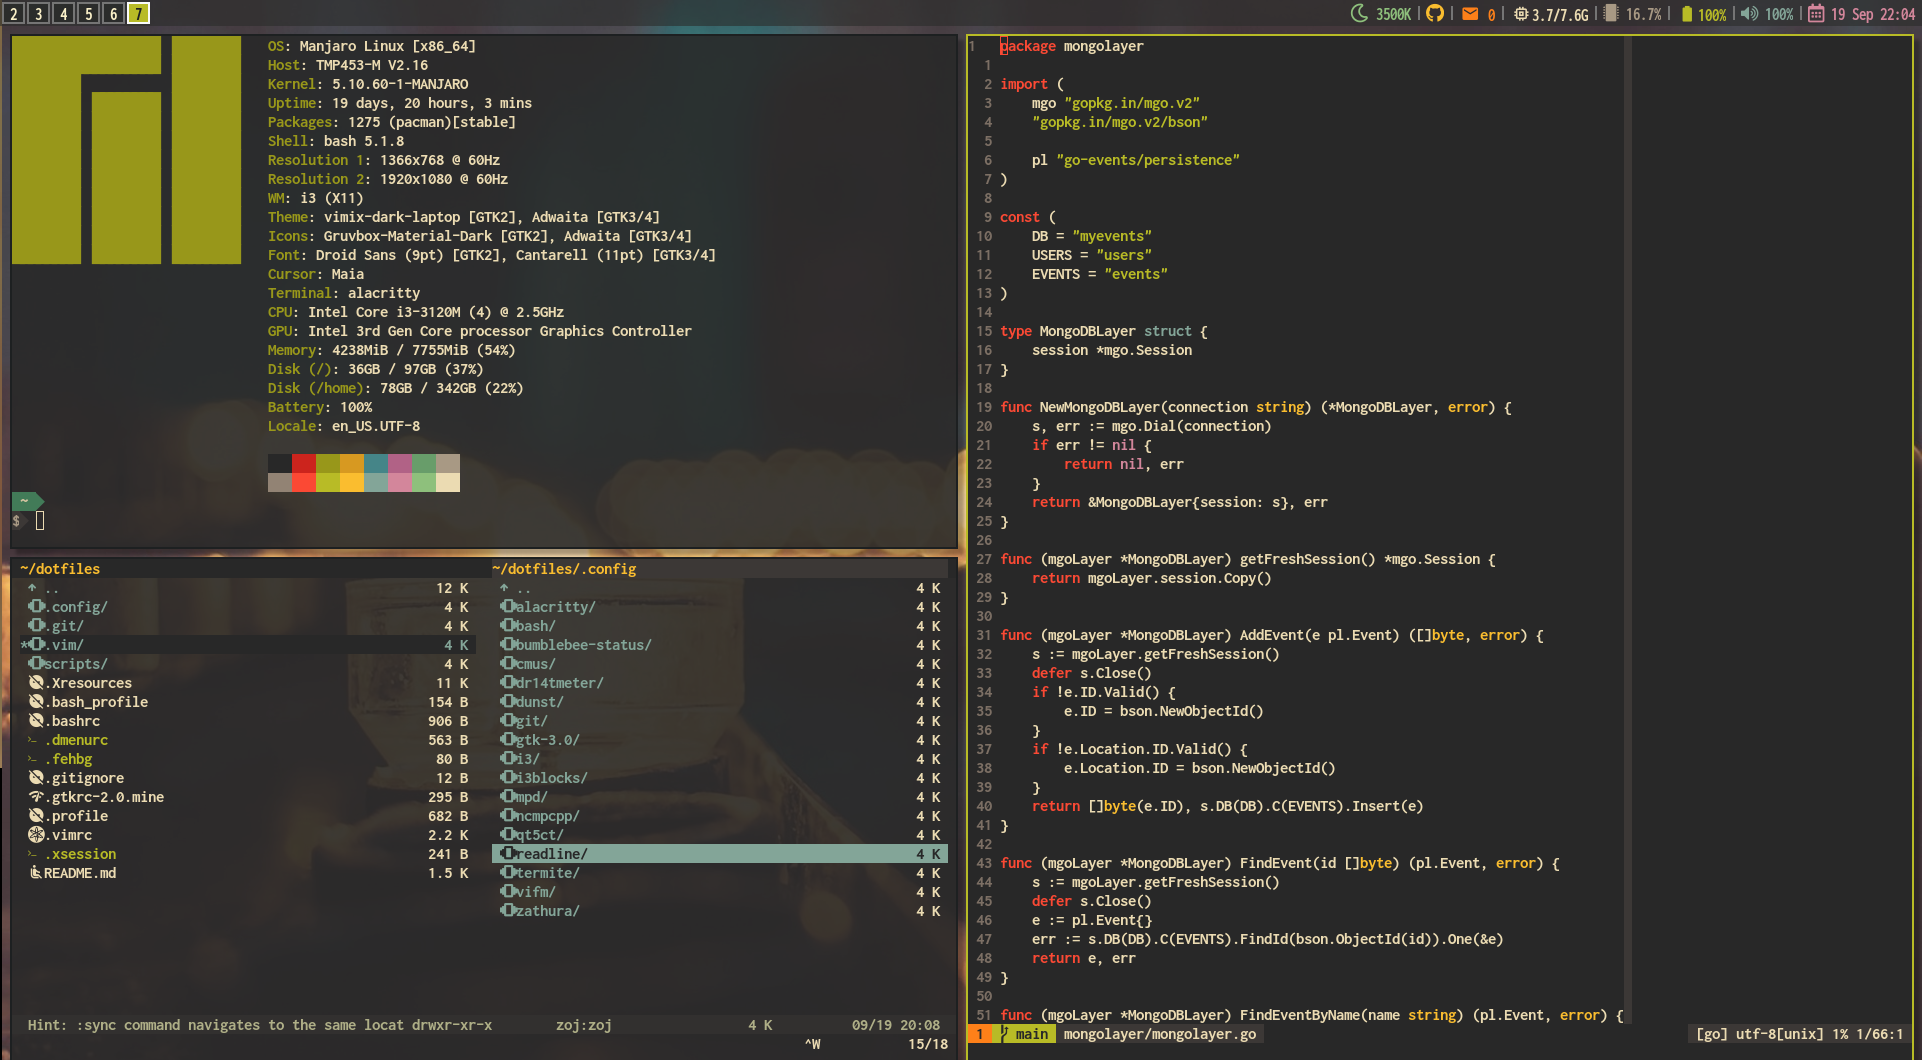 2 3 4 5 6 7
3500K | | 0 | 3.7/7.6G | 16.7% | 100% | 100% | 19 Sep 22:04
OS: Manjaro Linux [x86_64]
Host: TMP453-M V2.16
Kernel: 5.10.60-1-MANJARO
Uptime: 19 days, 20 hours, 3 mins
Packages: 1275 (pacman)[stable]
Shell: bash 5.1.8
Resolution 1: 1366x768 @ 60Hz
Resolution 2: 1920x1080 @ 60Hz
WM: i3 (X11)
Theme: vimix-dark-laptop [GTK2], Adwaita [GTK3/4]
Icons: Gruvbox-Material-Dark [GTK2], Adwaita [GTK3/4]
Font: Droid Sans (9pt) [GTK2], Cantarell (11pt) [GTK3/4]
Cursor: Maia
Terminal: alacritty
CPU: Intel Core i3-3120M (4) @ 2.5GHz
GPU: Intel 3rd Gen Core processor Graphics Controller
Memory: 4238MiB / 7755MiB (54%)
Disk (/): 36GB / 97GB (37%)
Disk (/home): 78GB / 342GB (22%)
Battery: 100%
Locale: en_US.UTF-8
~
$
~/dotfiles
.. 12 K
.config/ 4 K
.git/ 4 K
*.vim/ 4 K
scripts/ 4 K
.Xresources 11 K
.bash_profile 154 B
.bashrc 906 B
.dmenurc 563 B
.fehbg 80 B
.gitignore 12 B
.gtkrc-2.0.mine 295 B
.profile 682 B
.vimrc 2.2 K
.xsession 241 B
README.md 1.5 K
~/dotfiles/.config
.. 4 K
alacritty/ 4 K
bash/ 4 K
bumblebee-status/ 4 K
cmus/ 4 K
dr14tmeter/ 4 K
dunst/ 4 K
git/ 4 K
gtk-3.0/ 4 K
i3/ 4 K
i3blocks/ 4 K
mpd/ 4 K
ncmpcpp/ 4 K
qt5ct/ 4 K
readline/ 4 K
termite/ 4 K
vifm/ 4 K
zathura/ 4 K
Hint: :sync command navigates to the same locat drwxr-xr-x zoj:zoj 4 K 09/19 20:08
^W 15/18
1 package mongolayer
1
2 import (
3 mgo "gopkg.in/mgo.v2"
4 "gopkg.in/mgo.v2/bson"
5
6 pl "go-events/persistence"
7 )
8
9 const (
10 DB = "myevents"
11 USERS = "users"
12 EVENTS = "events"
13 )
14
15 type MongoDBLayer struct {
16 session *mgo.Session
17 }
18
19 func NewMongoDBLayer(connection string) (*MongoDBLayer, error) {
20 s, err := mgo.Dial(connection)
21 if err != nil {
22 return nil, err
23 }
24 return &MongoDBLayer{session: s}, err
25 }
26
27 func (mgoLayer *MongoDBLayer) getFreshSession() *mgo.Session {
28 return mgoLayer.session.Copy()
29 }
30
31 func (mgoLayer *MongoDBLayer) AddEvent(e pl.Event) ([]byte, error) {
32 s := mgoLayer.getFreshSession()
33 defer s.Close()
34 if !e.ID.Valid() {
35 e.ID = bson.NewObjectId()
36 }
37 if !e.Location.ID.Valid() {
38 e.Location.ID = bson.NewObjectId()
39 }
40 return []byte(e.ID), s.DB(DB).C(EVENTS).Insert(e)
41 }
42
43 func (mgoLayer *MongoDBLayer) FindEvent(id []byte) (pl.Event, error) {
44 s := mgoLayer.getFreshSession()
45 defer s.Close()
46 e := pl.Event{}
47 err := s.DB(DB).C(EVENTS).FindId(bson.ObjectId(id)).One(&e)
48 return e, err
49 }
50
51 func (mgoLayer *MongoDBLayer) FindEventByName(name string) (pl.Event, error) {
1 main mongolayer/mongolayer.go [go] utf-8[unix] 1% 1/66:1